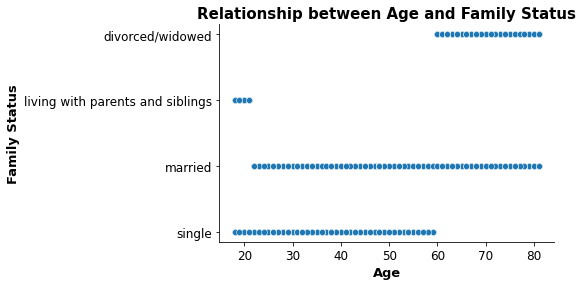 Relationship between Age and Family Status
Family Status
divorced/widowed
living with parents and siblings
married
single
20 30 40 50 60 70 80
Age